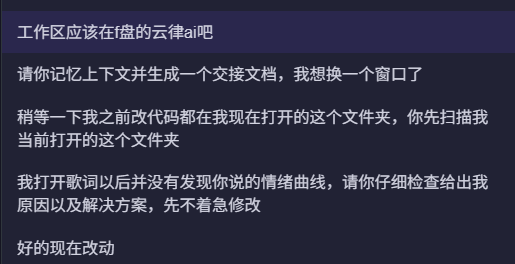 工作区应该在f盘的云律ai吧
请你记忆上下文并生成一个交接文档，我想换一个窗口了
稍等一下我之前改代码都在我现在打开的这个文件夹，你先扫描我
当前打开的这个文件夹
我打开歌词以后并没有发现你说的情绪曲线，请你仔细检查给出我
原因以及解决方案，先不着急修改
好的现在改动